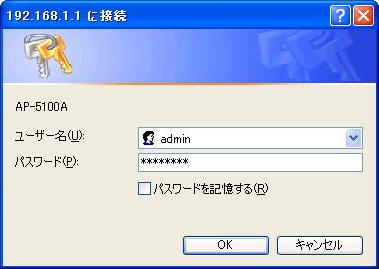 192.168.1.1 に接続
AP-5100A
ユーザー名(U):
admin
パスワード(P):
********
パスワードを記憶する(R)
OK
キャンセル